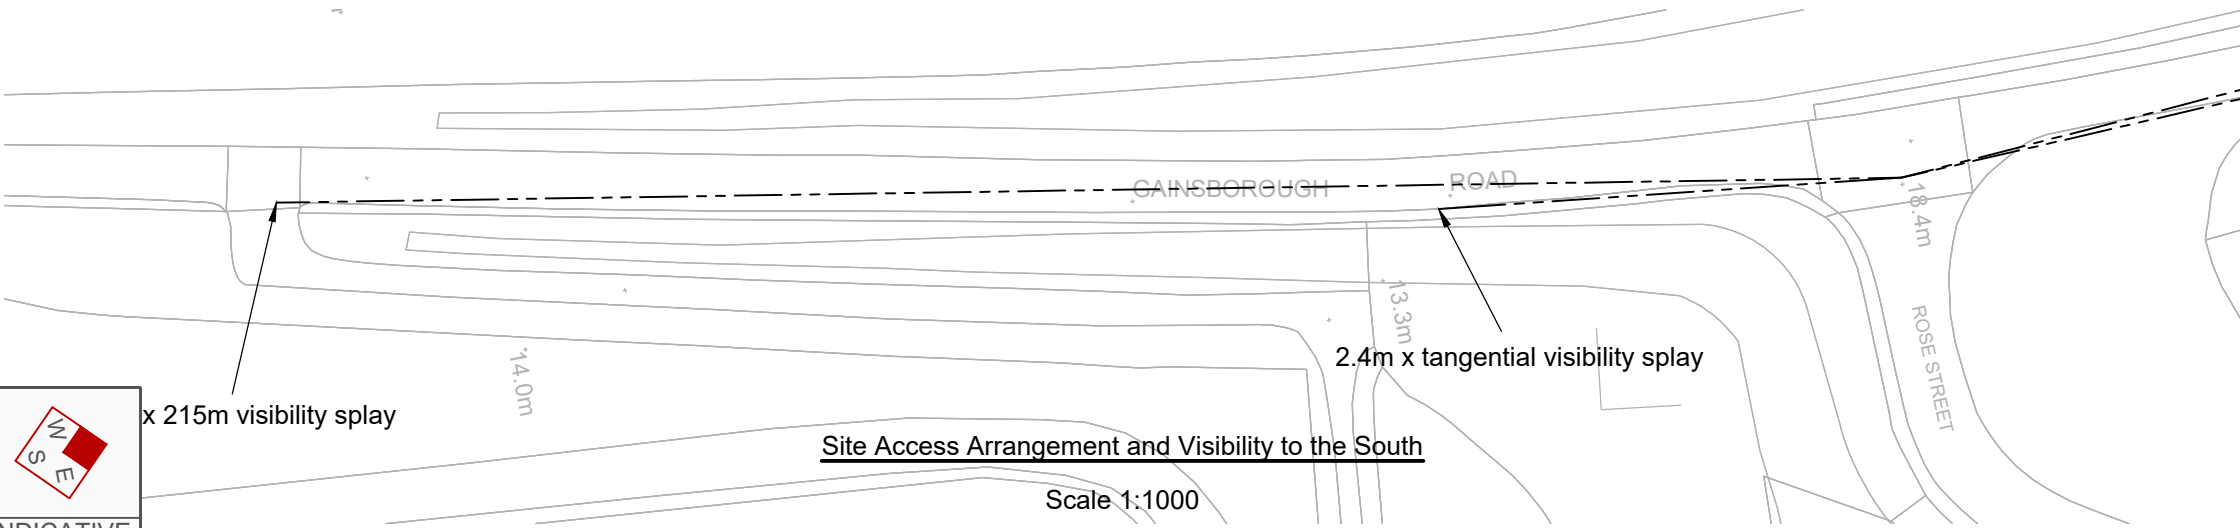 GAINSBOROUGH ROAD
18.4m
13.3m
2.4m x tangential visibility splay
ROSE STREET
14.0m
x 215m visibility splay
W
S
E
Site Access Arrangement and Visibility to the South
Scale 1:1000
NDICATIVE